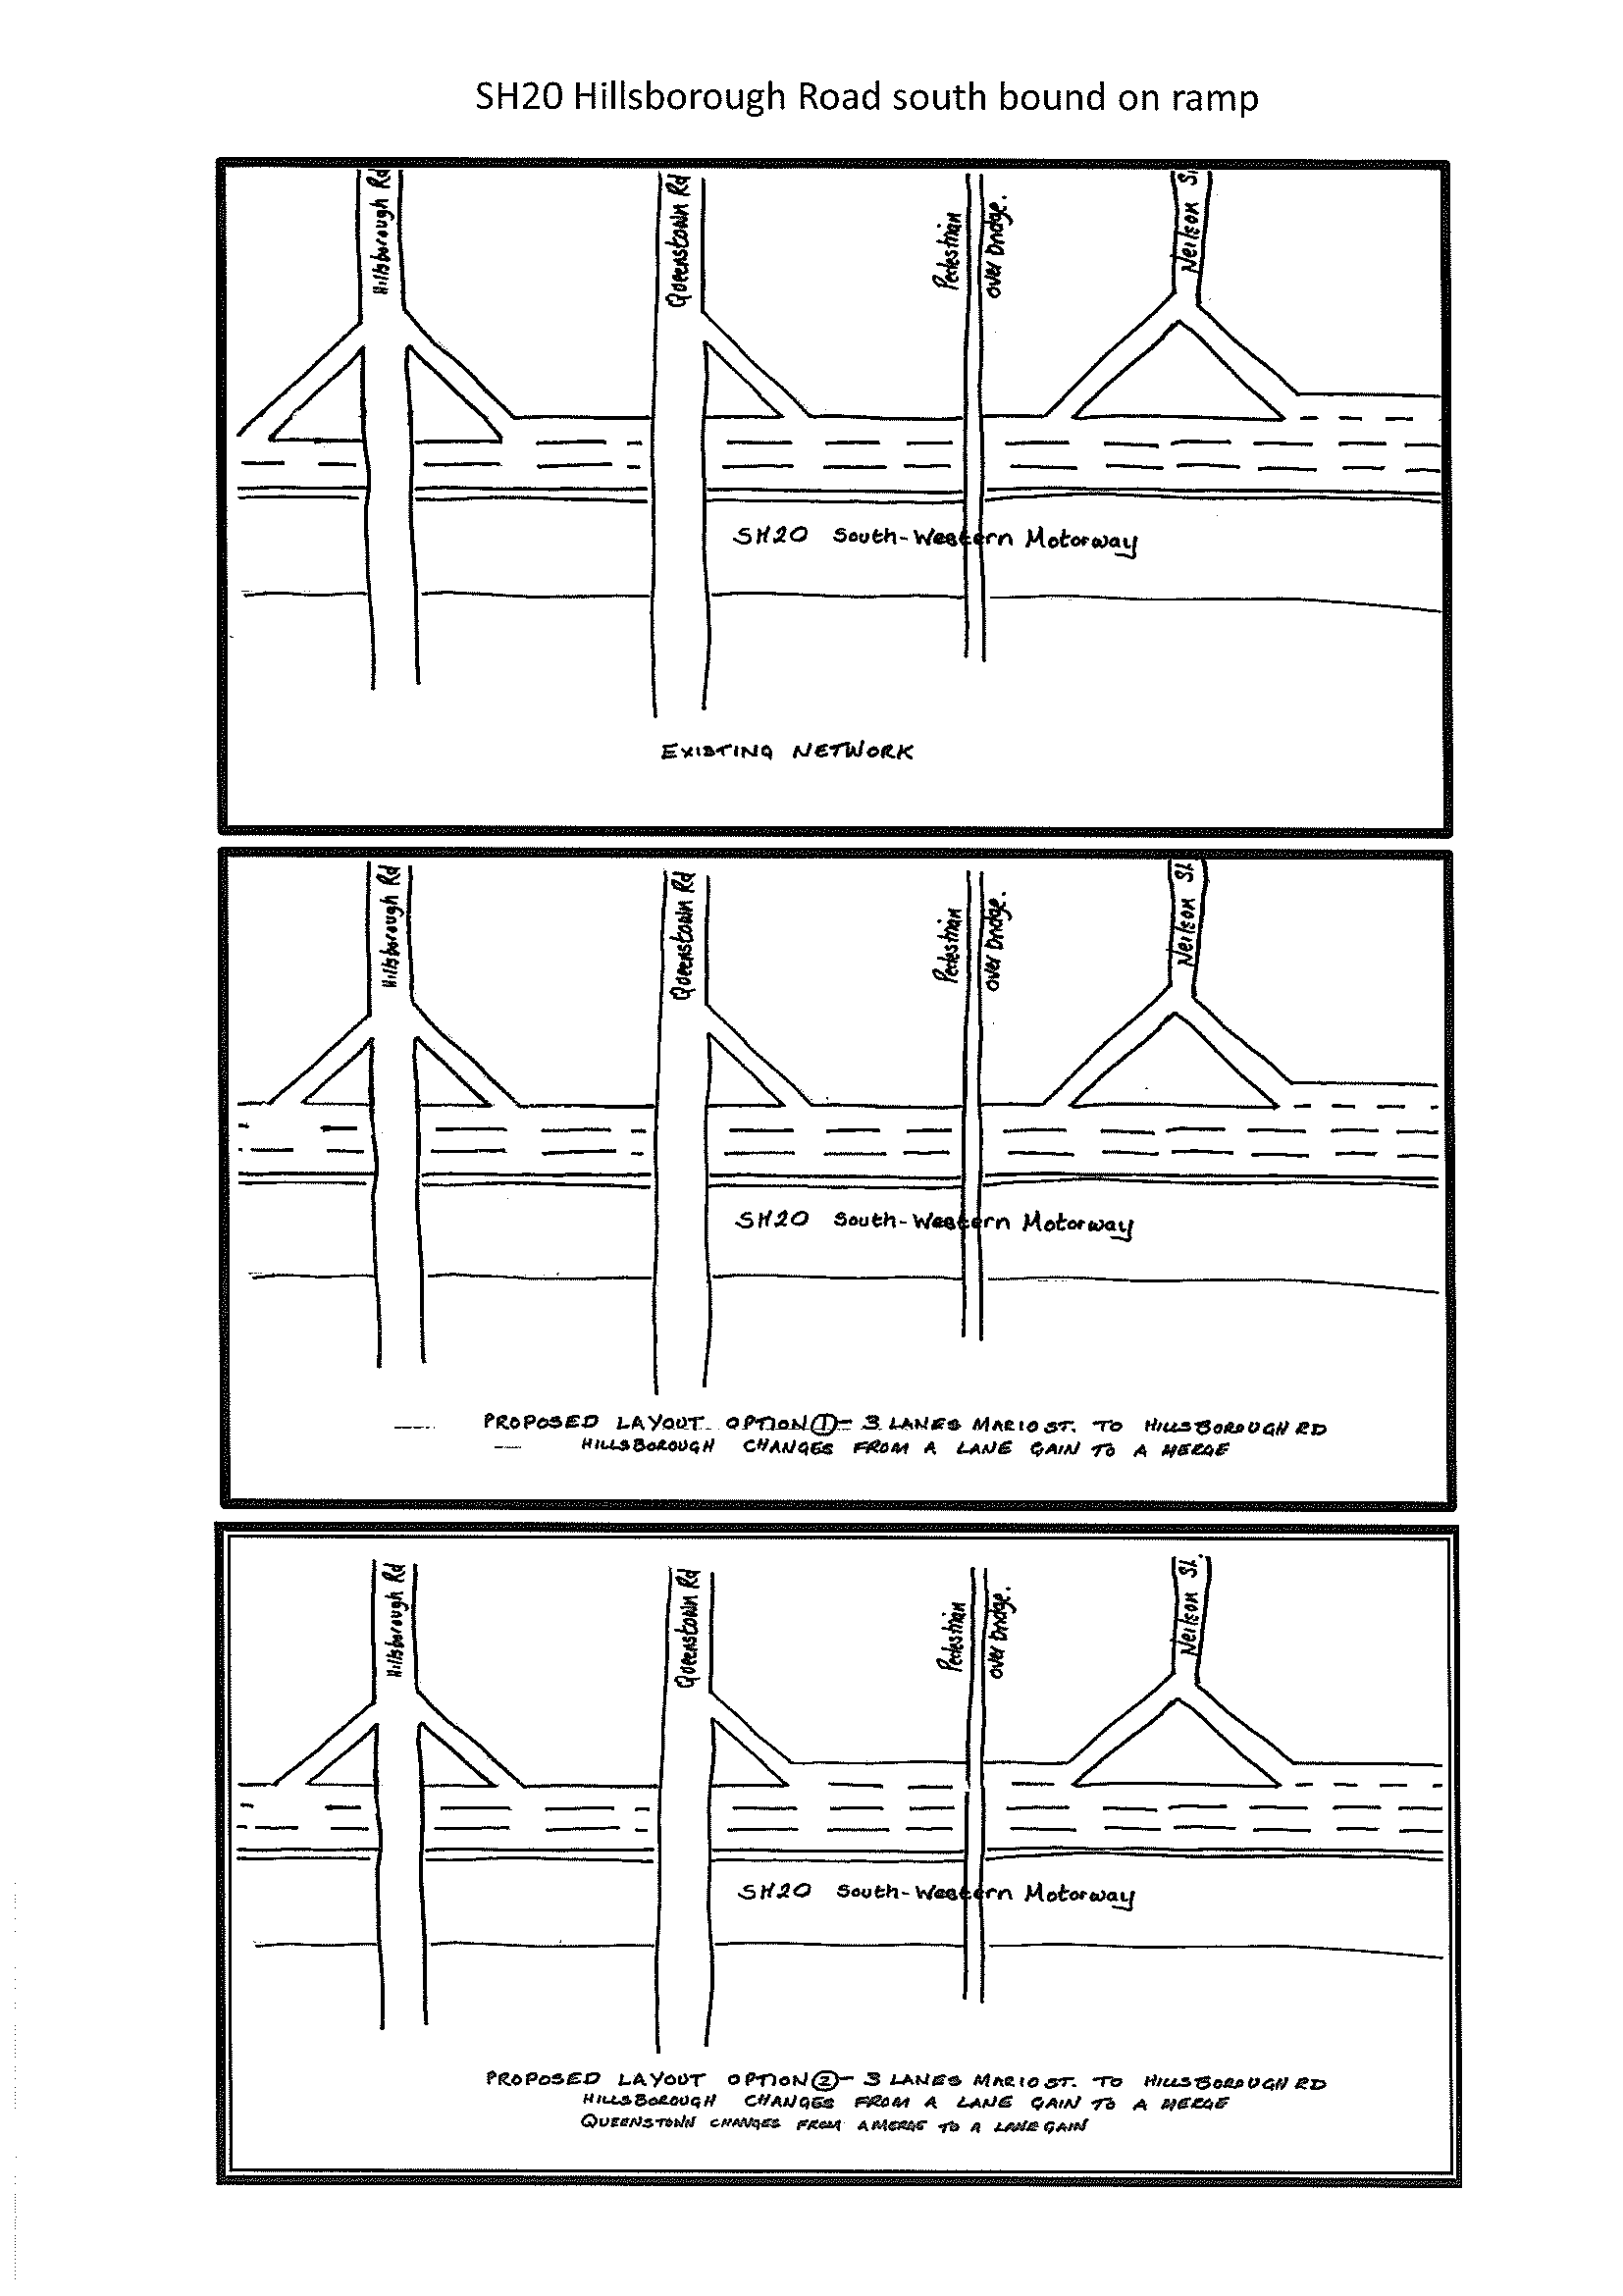 SH20 Hillsborough Road south bound on ramp
Hillsborough Rd
Queenstown Rd
Pedestrian
over bridge.
Neilson St
SH20 South-Western Motorway
EXISTING NETWORK
Hillsborough Rd
Queenstown Rd
Pedestrian
over bridge.
Neilson St.
SH20 South-Western Motorway
PROPOSED LAYOUT OPTION ①- 3 LANES MARIO ST. TO HILLSBOROUGH RD
HILLSBOROUGH CHANGES FROM A LANE GAIN TO A MERGE
Hillsborough Rd
Queenstown Rd
Pedestrian
over bridge.
Neilson St.
SH20 South-Western Motorway
PROPOSED LAYOUT OPTION ②- 3 LANES MARIO ST. TO HILLSBOROUGH RD
HILLSBOROUGH CHANGES FROM A LANE GAIN TO A MERGE
QUEENSTOWN CHANGES FROM A MERGE TO A LANE GAIN